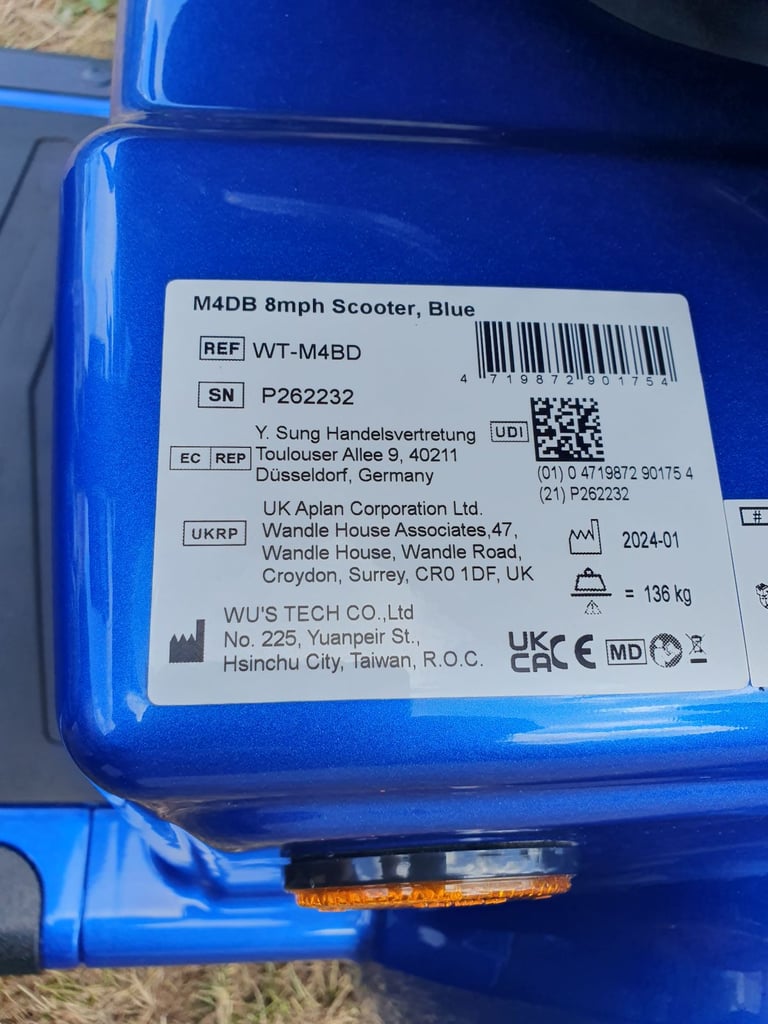 M4DB 8mph Scooter, Blue
REF WT-M4BD
4 719872 901754
SN P262232
UDI
(01) 0 4719872 90175 4
(21) P262232
EC REP
Y. Sung Handelsvertretung
Toulouser Allee 9, 40211
Düsseldorf, Germany
UKRP
UK Aplan Corporation Ltd.
Wandle House Associates,47,
Wandle House, Wandle Road,
Croydon, Surrey, CR0 1DF, UK
2024-01
= 136 kg
WU'S TECH CO.,Ltd
No. 225, Yuanpeir St.,
Hsinchu City, Taiwan, R.O.C.
UK
CA CE MD
#